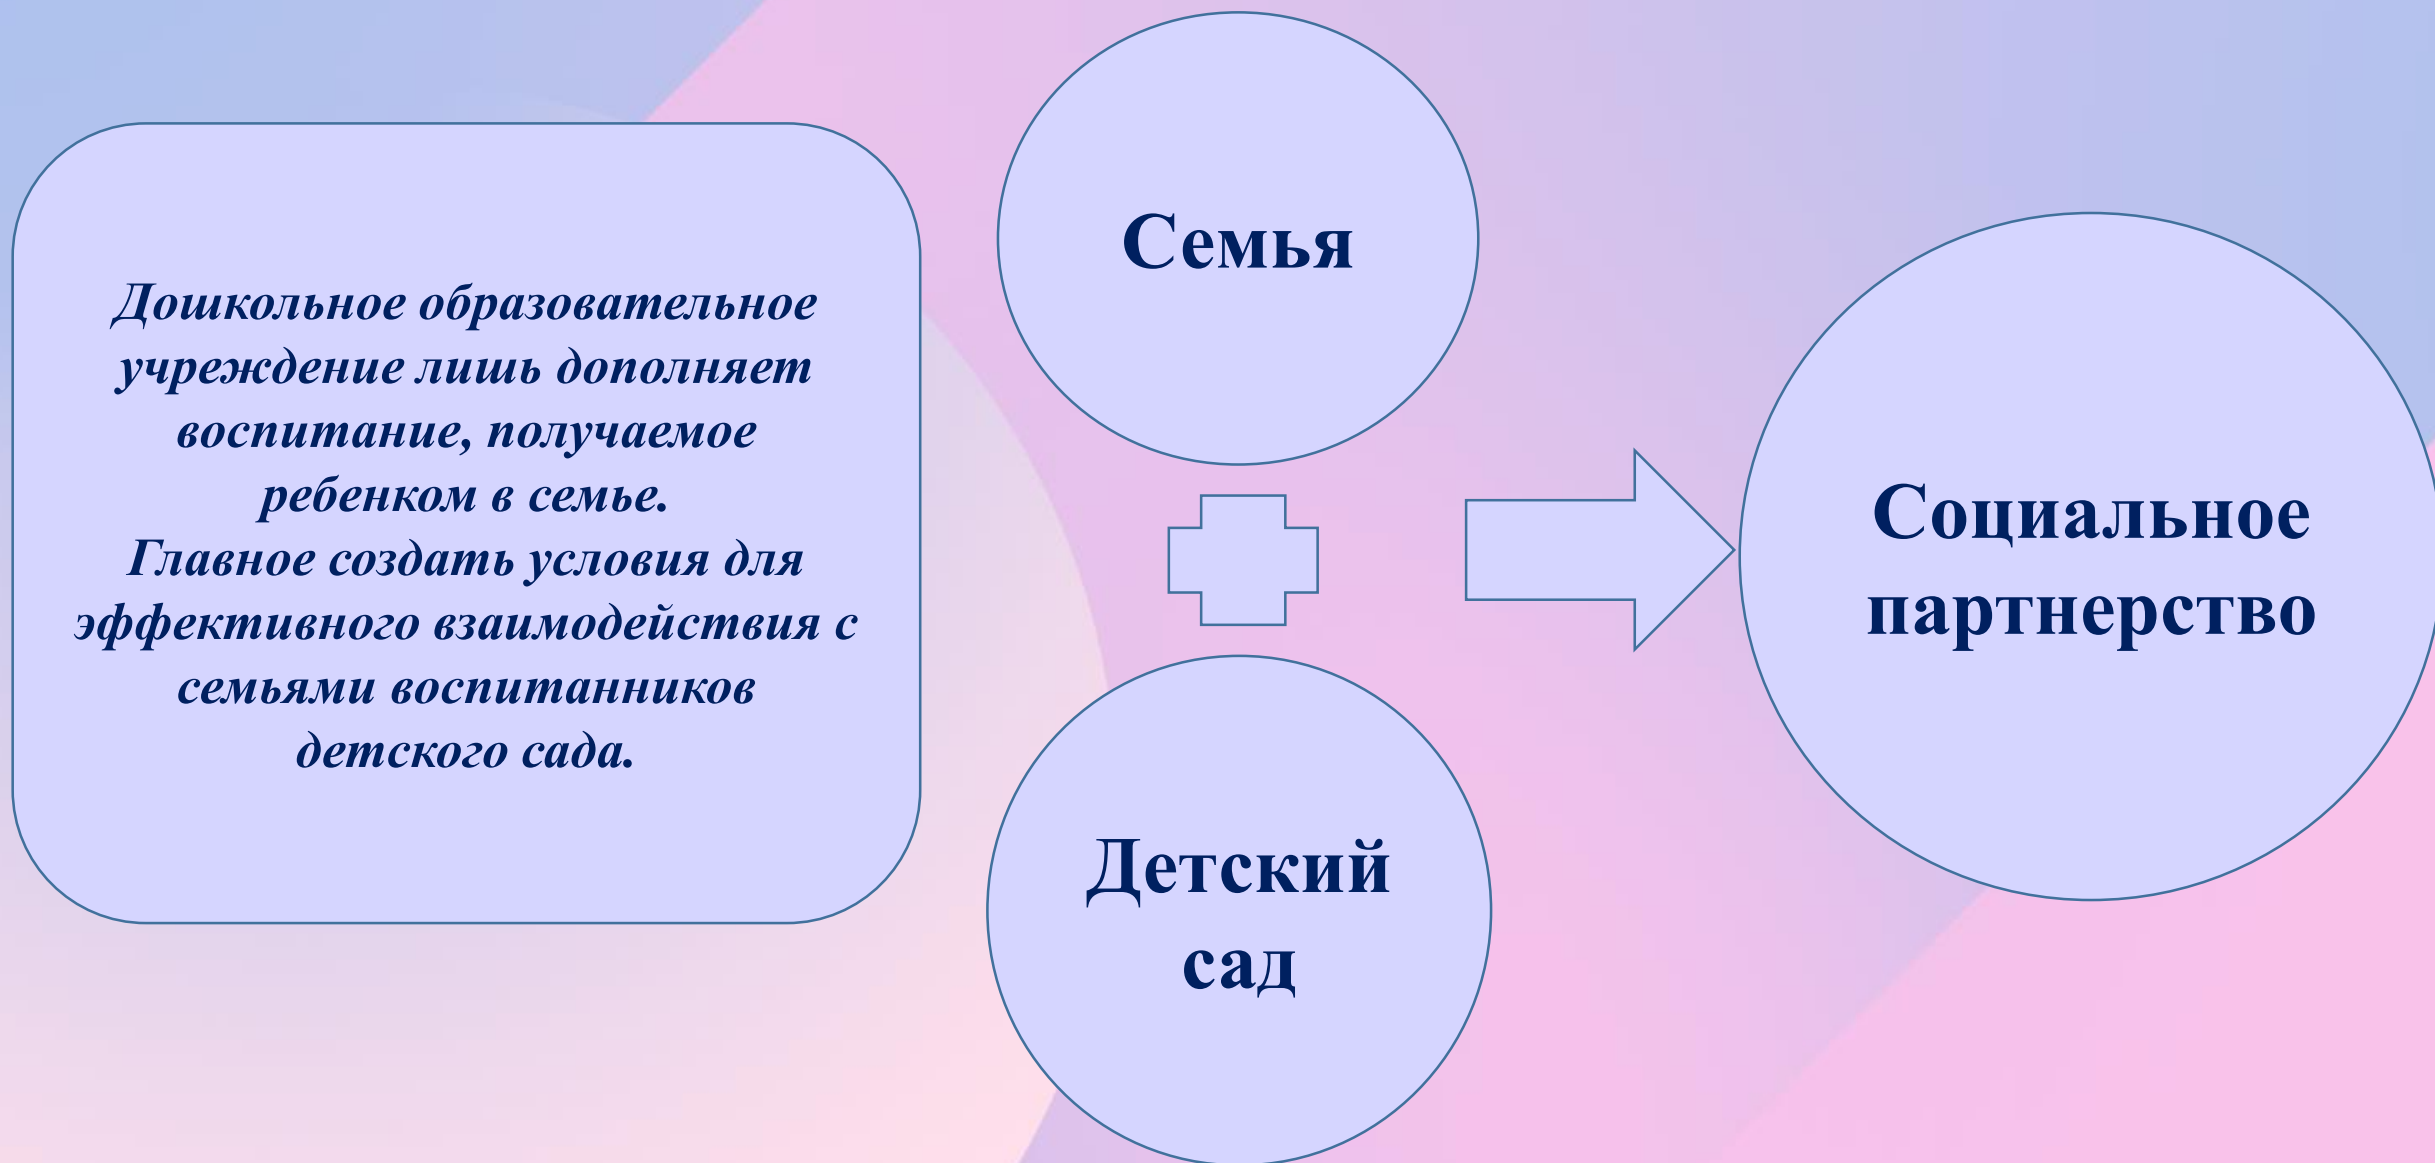 Дошкольное образовательное
учреждение лишь дополняет
воспитание, получаемое
ребенком в семье.
Главное создать условия для
эффективного взаимодействия с
семьями воспитанников
детского сада.
Семья
Детский
сад
Социальное
партнерство